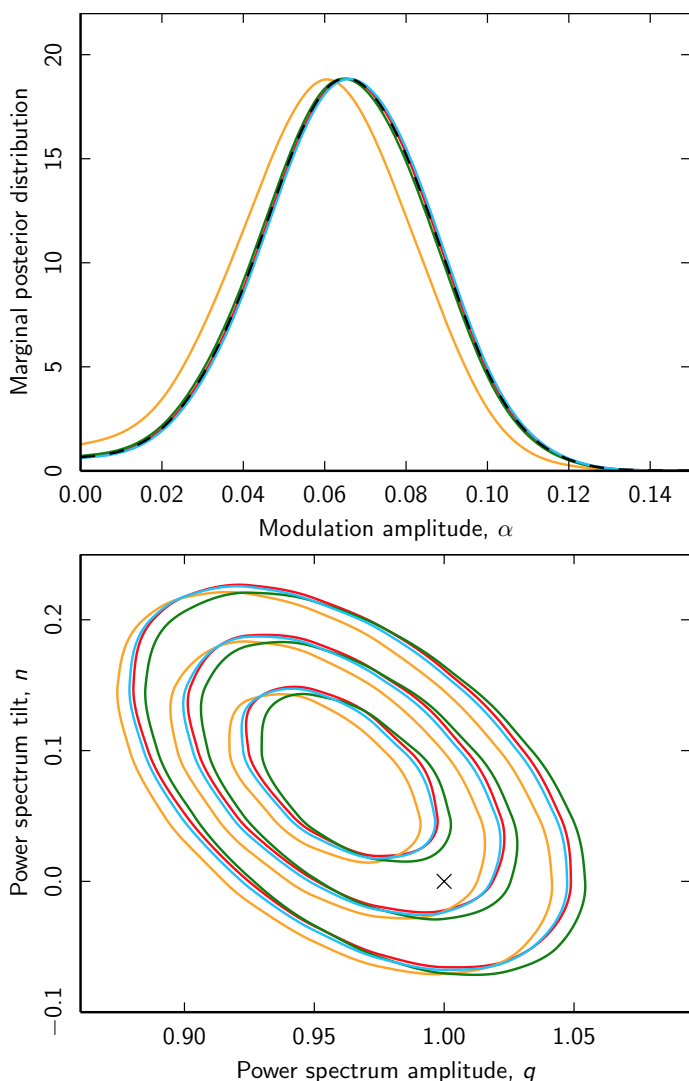 Marginal posterior distribution
20
15
10
5
0
0.00 0.02 0.04 0.06 0.08 0.10 0.12 0.14
Modulation amplitude, α
Power spectrum tilt, n
0.2
0.1
0.0
−0.1
0.90 0.95 1.00 1.05
Power spectrum amplitude, q